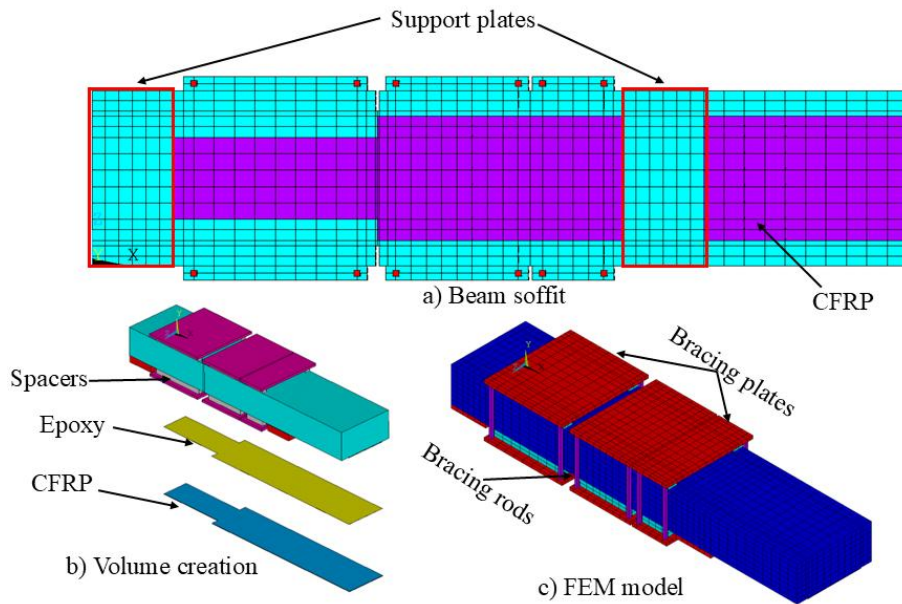 Support plates
X
a) Beam soffit
CFRP
Y
Spacers
Epoxy
CFRP
b) Volume creation
Y
Bracing plates
Bracing rods
c) FEM model